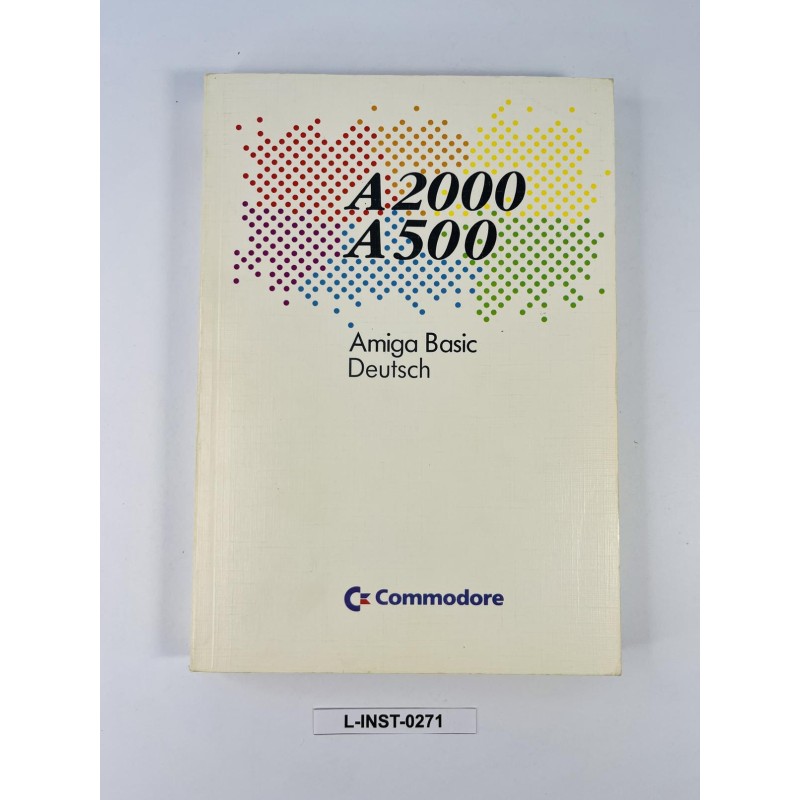 A2000
A500
Amiga Basic
Deutsch
Commodore
L-INST-0271